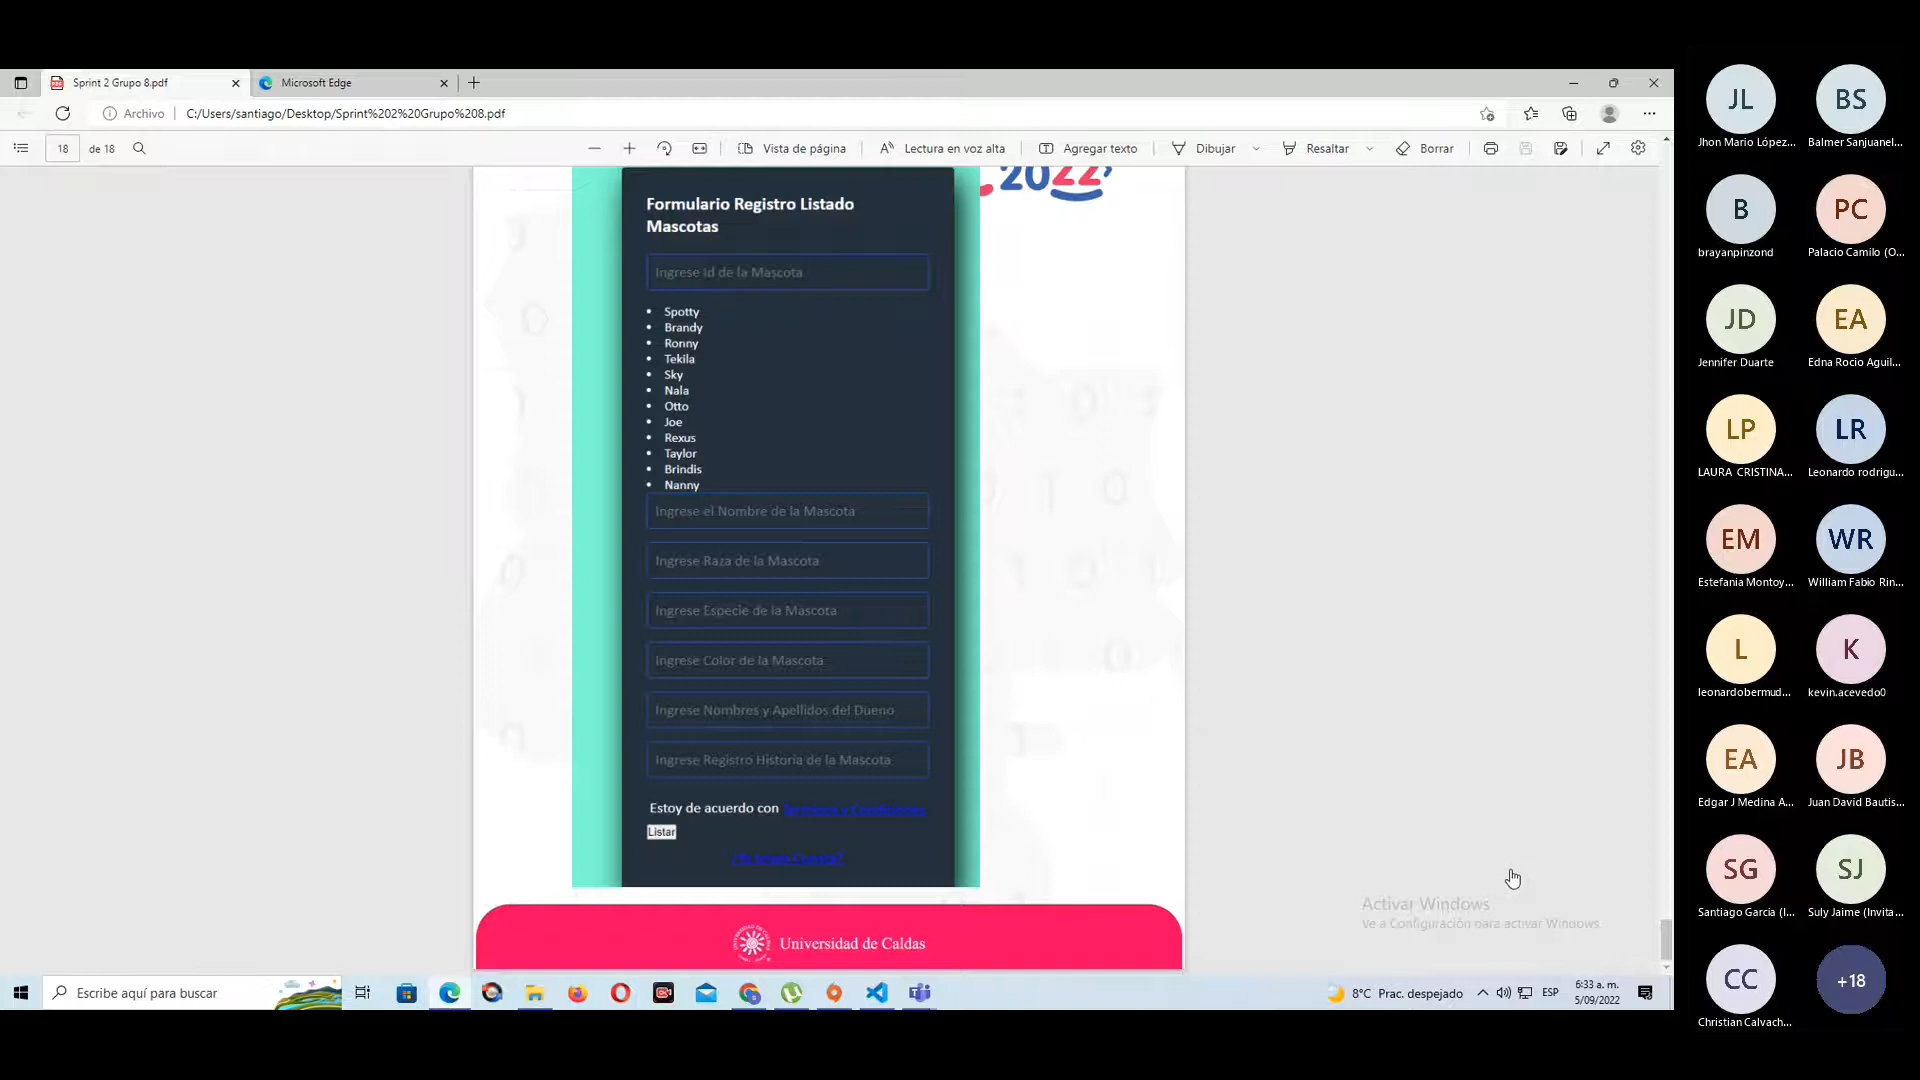 Sprint 2 Grupo 8.pdf
Microsoft Edge
Archivo
C:/Users/santiago/Desktop/Sprint%202%20Grupo%208.pdf
18 de 18
Vista de página
Lectura en voz alta
Agregar texto
Dibujar
Resaltar
Borrar
2022
Formulario Registro Listado
Mascotas
Ingrese Id de la Mascota
Spotty
Brandy
Ronny
Tekila
Sky
Nala
Otto
Joe
Rexus
Taylor
Brindis
Nanny
Ingrese el Nombre de la Mascota
Ingrese Raza de la Mascota
Ingrese Especie de la Mascota
Ingrese Color de la Mascota
Ingrese Nombres y Apellidos del Dueno
Ingrese Registro Historia de la Mascota
Estoy de acuerdo con Terminos y Condiciones
Listar
Universidad de Caldas
Activar Windows
Ve a Configuración para activar Windows.
Escribe aquí para buscar
8°C Prac. despejado
ESP
6:33 a. m.
5/09/2022
JL
Jhon Mario López...
BS
Balmer Sanjuanel...
B
brayanpinzond
PC
Palacio Camilo (O...
JD
Jennifer Duarte
EA
Edna Rocio Aguil...
LP
LAURA CRISTINA...
LR
Leonardo rodrigu...
EM
Estefania Montoy...
WR
William Fabio Rin...
L
leonardobermud...
K
kevin.acevedo0
EA
Edgar J Medina A...
JB
Juan David Bautis...
SG
Santiago Garcia (I...
SJ
Suly Jaime (Invita...
CC
Christian Calvach...
+18